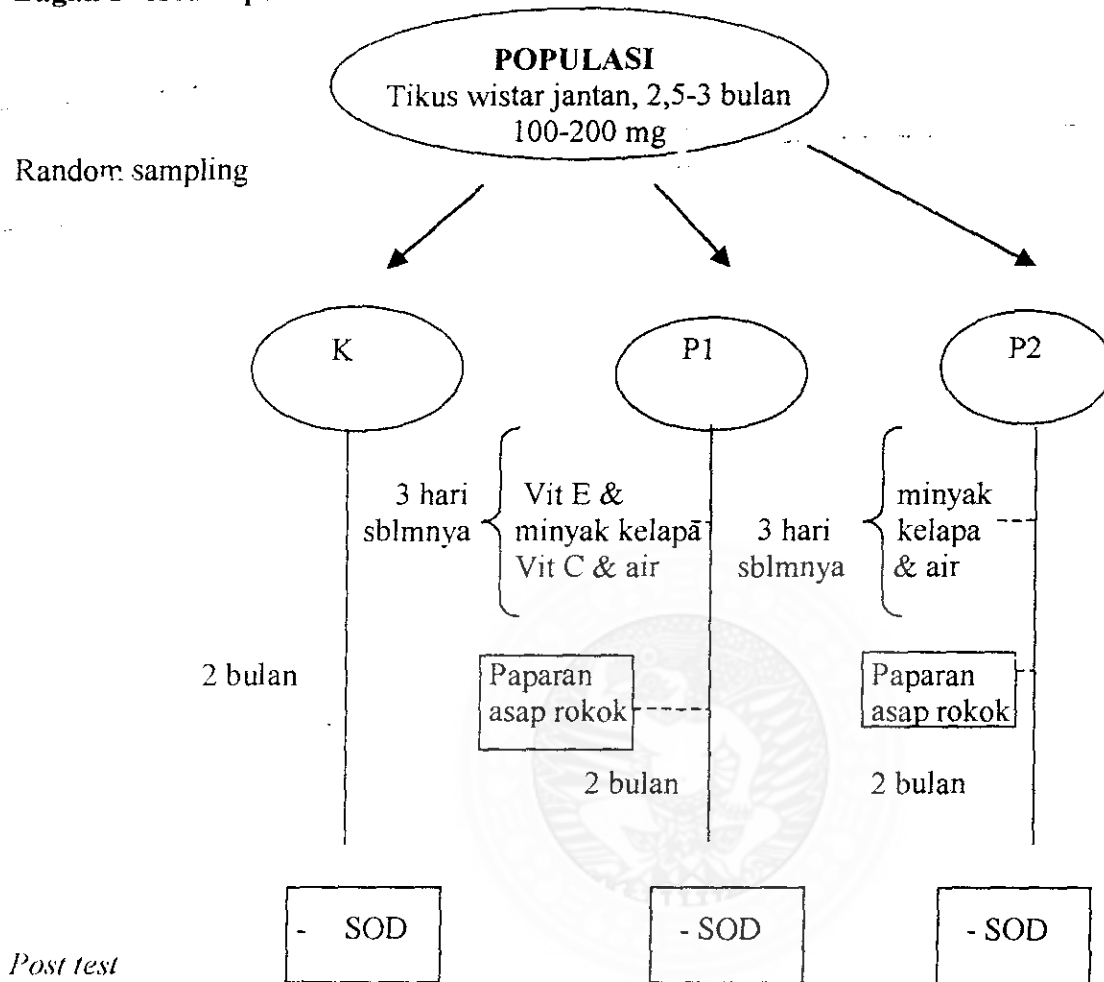 POPULASI
Tikus wistar jantan, 2,5-3 bulan
100-200 mg
Random sampling
K
P1
P2
3 hari
sblmnya
Vit E &
minyak kelapa
Vit C & air
3 hari
sblmnya
minyak
kelapa
& air
2 bulan
Paparan
asap rokok
2 bulan
Paparan
asap rokok
2 bulan
- SOD
- SOD
- SOD
Post test